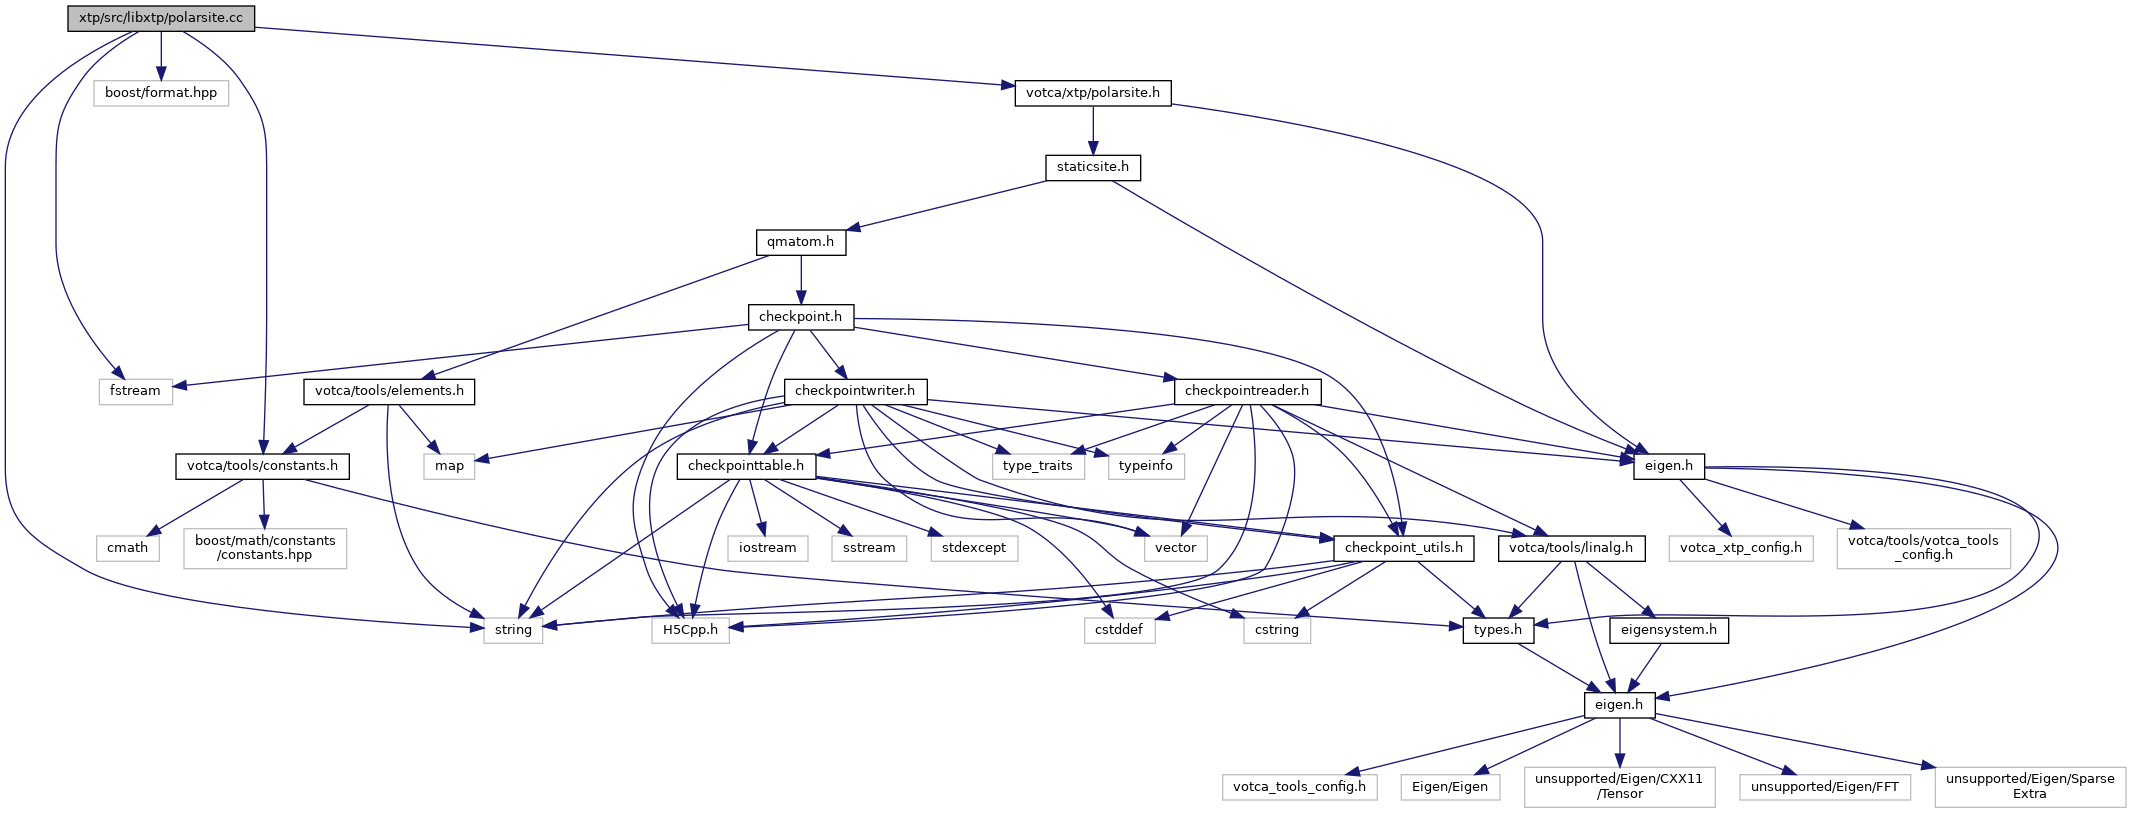 xtp/src/libxtp/polarsite.cc
boost/format.hpp
votca/xtp/polarsite.h
staticsite.h
qmatom.h
checkpoint.h
fstream
votca/tools/elements.h
checkpointwriter.h
checkpointreader.h
votca/tools/constants.h
map
checkpointtable.h
type_traits
typeinfo
eigen.h
cmath
boost/math/constants
/constants.hpp
iostream
sstream
stdexcept
vector
checkpoint_utils.h
votca/tools/linalg.h
votca_xtp_config.h
votca/tools/votca_tools
_config.h
string
H5Cpp.h
cstddef
cstring
types.h
eigensystem.h
eigen.h
votca_tools_config.h
Eigen/Eigen
unsupported/Eigen/CXX11
/Tensor
unsupported/Eigen/FFT
unsupported/Eigen/Sparse
Extra